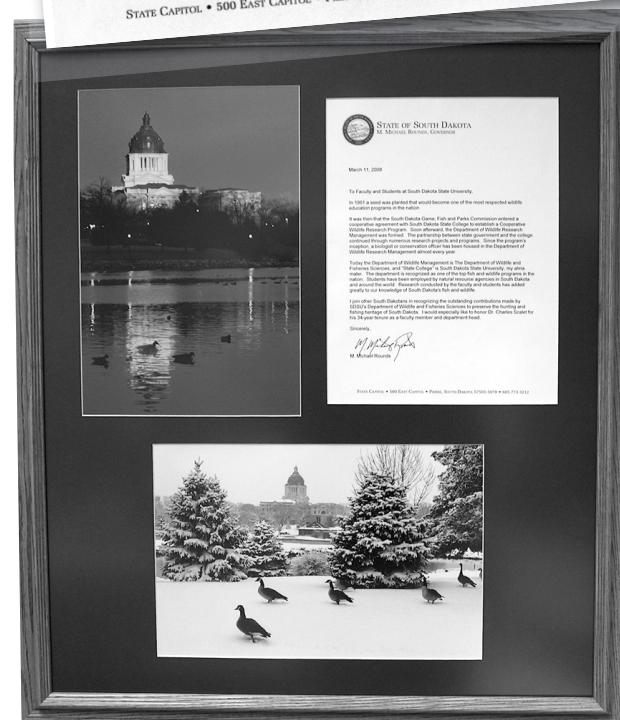 STATE CAPITOL • 500 EAST CAPITOL •
STATE OF SOUTH DAKOTA
M. MICHAEL ROUNDS, GOVERNOR
March 11, 2008
To Faculty and Students at South Dakota State University,
In 1961 a seed was planted that would become one of the most respected wildlife
education programs in the nation.
It was then that the South Dakota Game, Fish and Parks Commission entered a
cooperative agreement with South Dakota State College to establish a Cooperative
Wildlife Research Program. Soon afterward, the Department of Wildlife Research
Management was formed. The partnership between state government and the college
continued through numerous research projects and programs. Since the program's
inception, a biologist or conservation officer has been housed in the Department of
Wildlife Research Management almost every year.
Today the Department of Wildlife Management is The Department of Wildlife and
Fisheries Sciences, and "State College" is South Dakota State University, my alma
mater. The department is recognized as one of the top fish and wildlife programs in the
nation. Students have been employed by natural resource agencies in South Dakota
and around the world. Research conducted by the faculty and students has added
greatly to our knowledge of South Dakota's fish and wildlife.
I join other South Dakotans in recognizing the outstanding contributions made by
SDSU's Department of Wildlife and Fisheries Sciences to preserve the hunting and
fishing heritage of South Dakota. I would especially like to honor Dr. Charles Scalet for
his 34-year tenure as a faculty member and department head.
Sincerely,
M. Michael Rounds
M. Michael Rounds
STATE CAPITOL • 500 EAST CAPITOL • PIERRE, SOUTH DAKOTA 57501-5070 • 605.773.3212